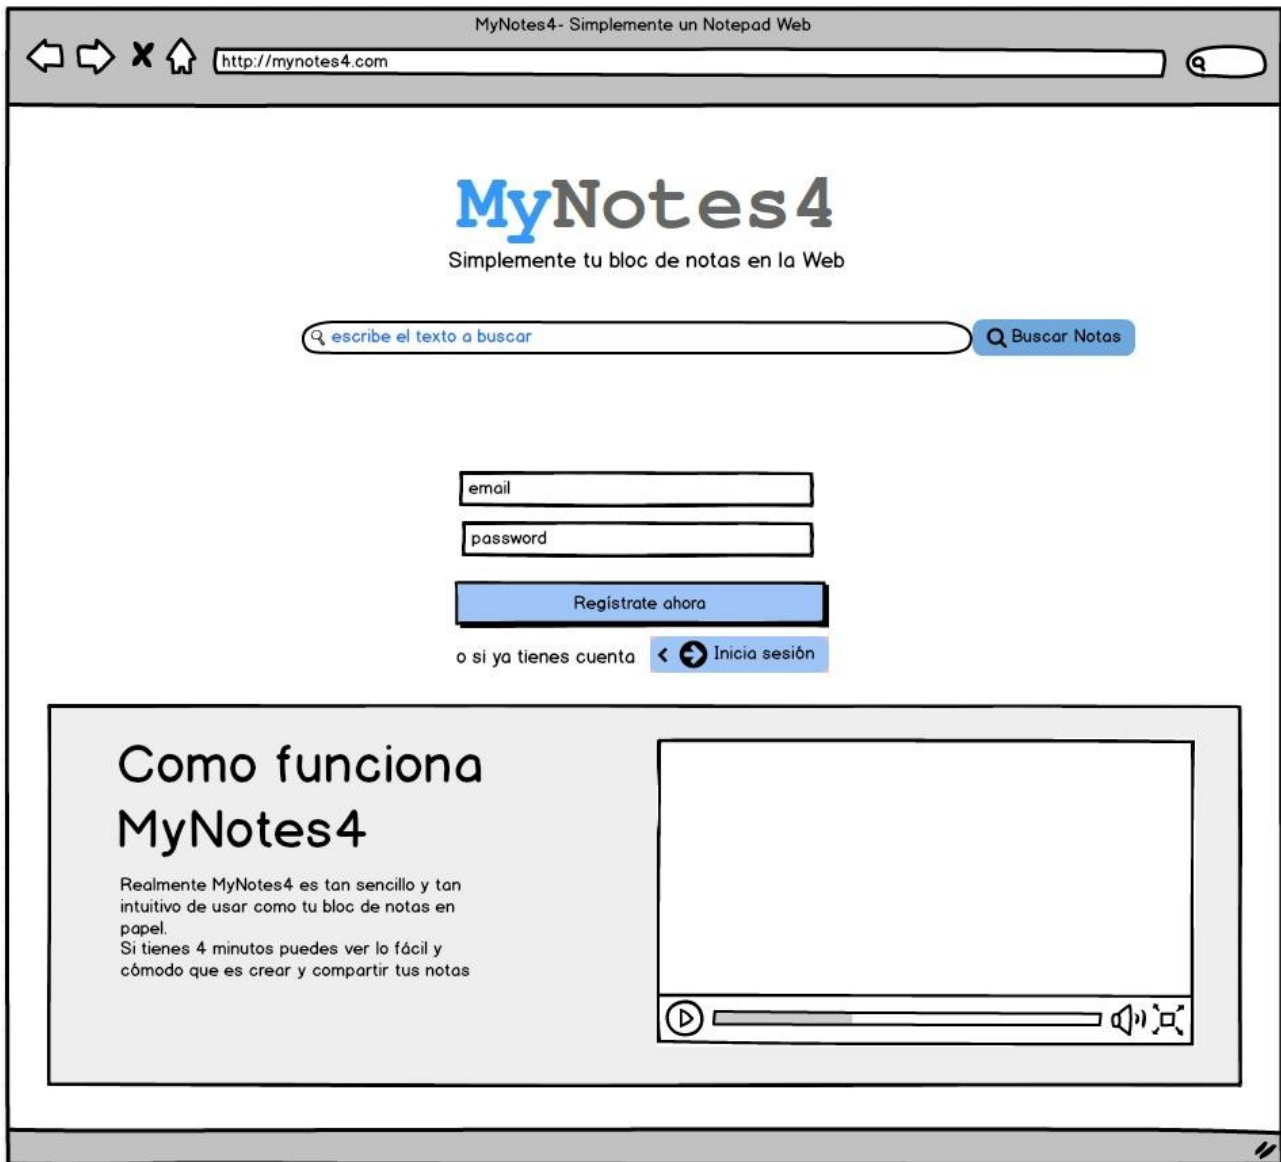 MyNotes4- Simplemente un Notepad Web
http://mynotes4.com
MyNotes4
Simplemente tu bloc de notas en la Web
escribe el texto a buscar
Buscar Notas
email
password
Regístrate ahora
o si ya tienes cuenta
Inicia sesión
Como funciona
MyNotes4
Realmente MyNotes4 es tan sencillo y tan
intuitivo de usar como tu bloc de notas en
papel.
Si tienes 4 minutos puedes ver lo fácil y
cómodo que es crear y compartir tus notas